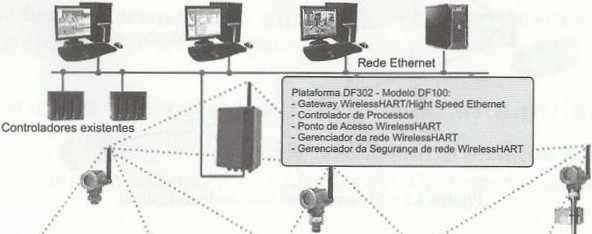 Rede Ethernet
Plataforma DF302 - Modelo DF100:
- Gateway WirelessHART/Hight Speed Ethernet
- Controlador de Processos
- Ponto de Acesso WirelessHART
- Gerenciador da rede WirelessHART
- Gerenciador da Segurança de rede WirelessHART
Controladores existentes